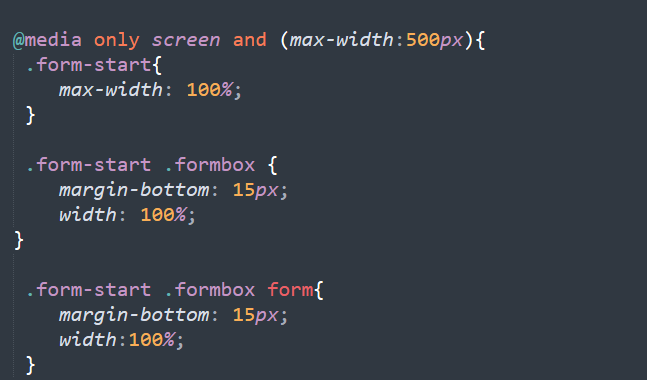 @media only screen and (max-width:500px){
.form-start{
max-width: 100%;
}
.form-start .formbox {
margin-bottom: 15px;
width: 100%;
}
.form-start .formbox form{
margin-bottom: 15px;
width:100%;
}